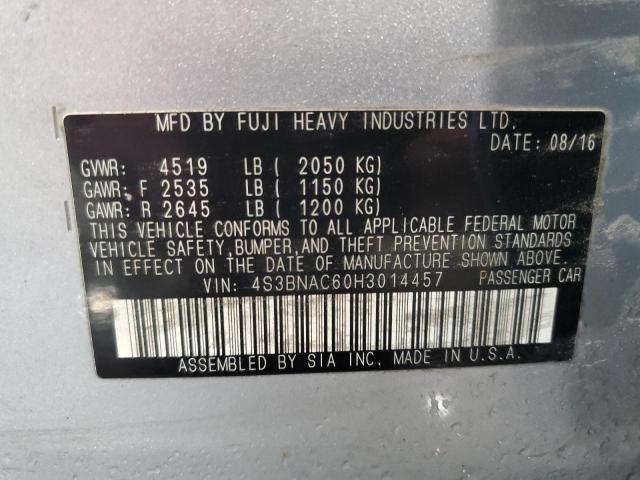 MFD BY FUJI HEAVY INDUSTRIES LTD.
DATE: 08/16
GVWR: 4519 LB ( 2050 KG)
GAWR: F 2535 LB ( 1150 KG)
GAWR: R 2645 LB ( 1200 KG)
THIS VEHICLE CONFORMS TO ALL APPLICABLE FEDERAL MOTOR
VEHICLE SAFETY, BUMPER, AND THEFT PREVENTION STANDARDS
IN EFFECT ON THE DATE OF MANUFACTURE SHOWN ABOVE.
VIN: 4S3BNAC60H3014457 PASSENGER CAR
ASSEMBLED BY SIA INC. MADE IN U.S.A.